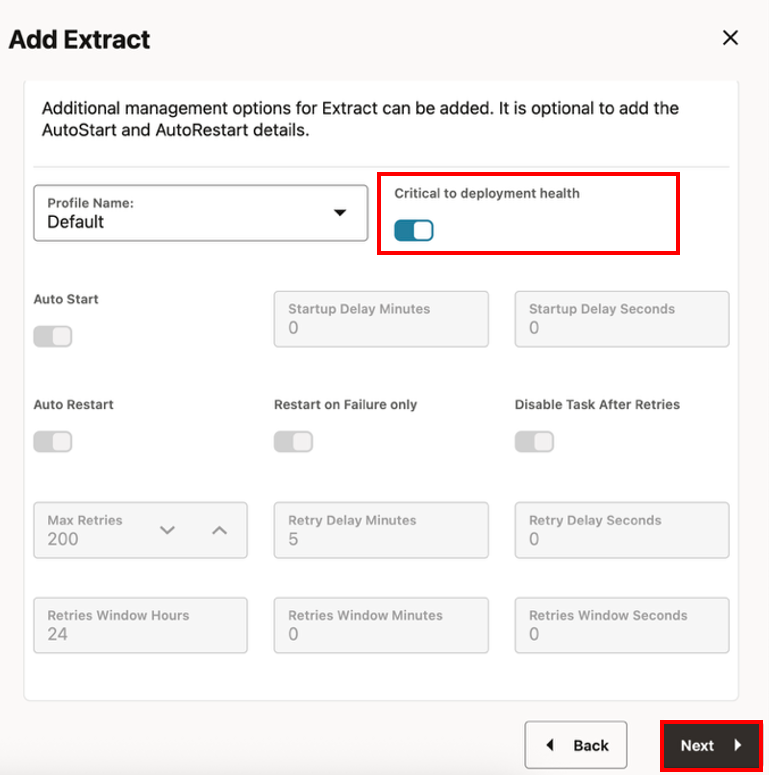 Add Extract
Additional management options for Extract can be added. It is optional to add the
AutoStart and AutoRestart details.
Profile Name:
Default
Critical to deployment health
Auto Start
Startup Delay Minutes
0
Startup Delay Seconds
0
Auto Restart
Restart on Failure only
Disable Task After Retries
Max Retries
200
Retry Delay Minutes
5
Retry Delay Seconds
0
Retries Window Hours
24
Retries Window Minutes
0
Retries Window Seconds
0
Back
Next